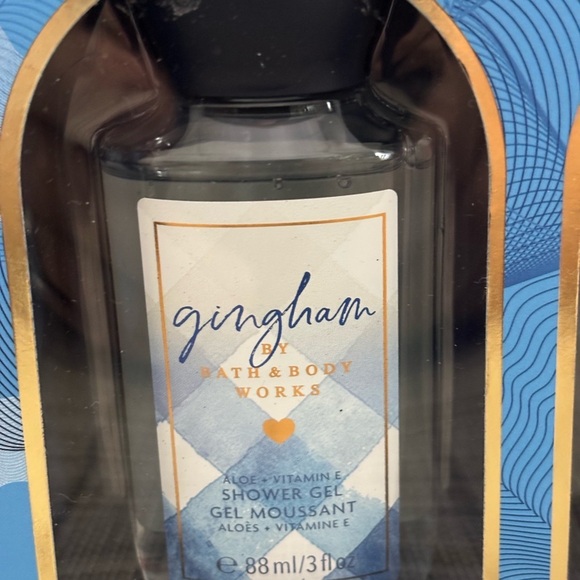 gingham
BY
BATH & BODY
WORKS
ALOE + VITAMIN E
SHOWER GEL
GEL MOUSSANT
ALOÈS + VITAMINE E
℮ 88 ml/3 fl oz